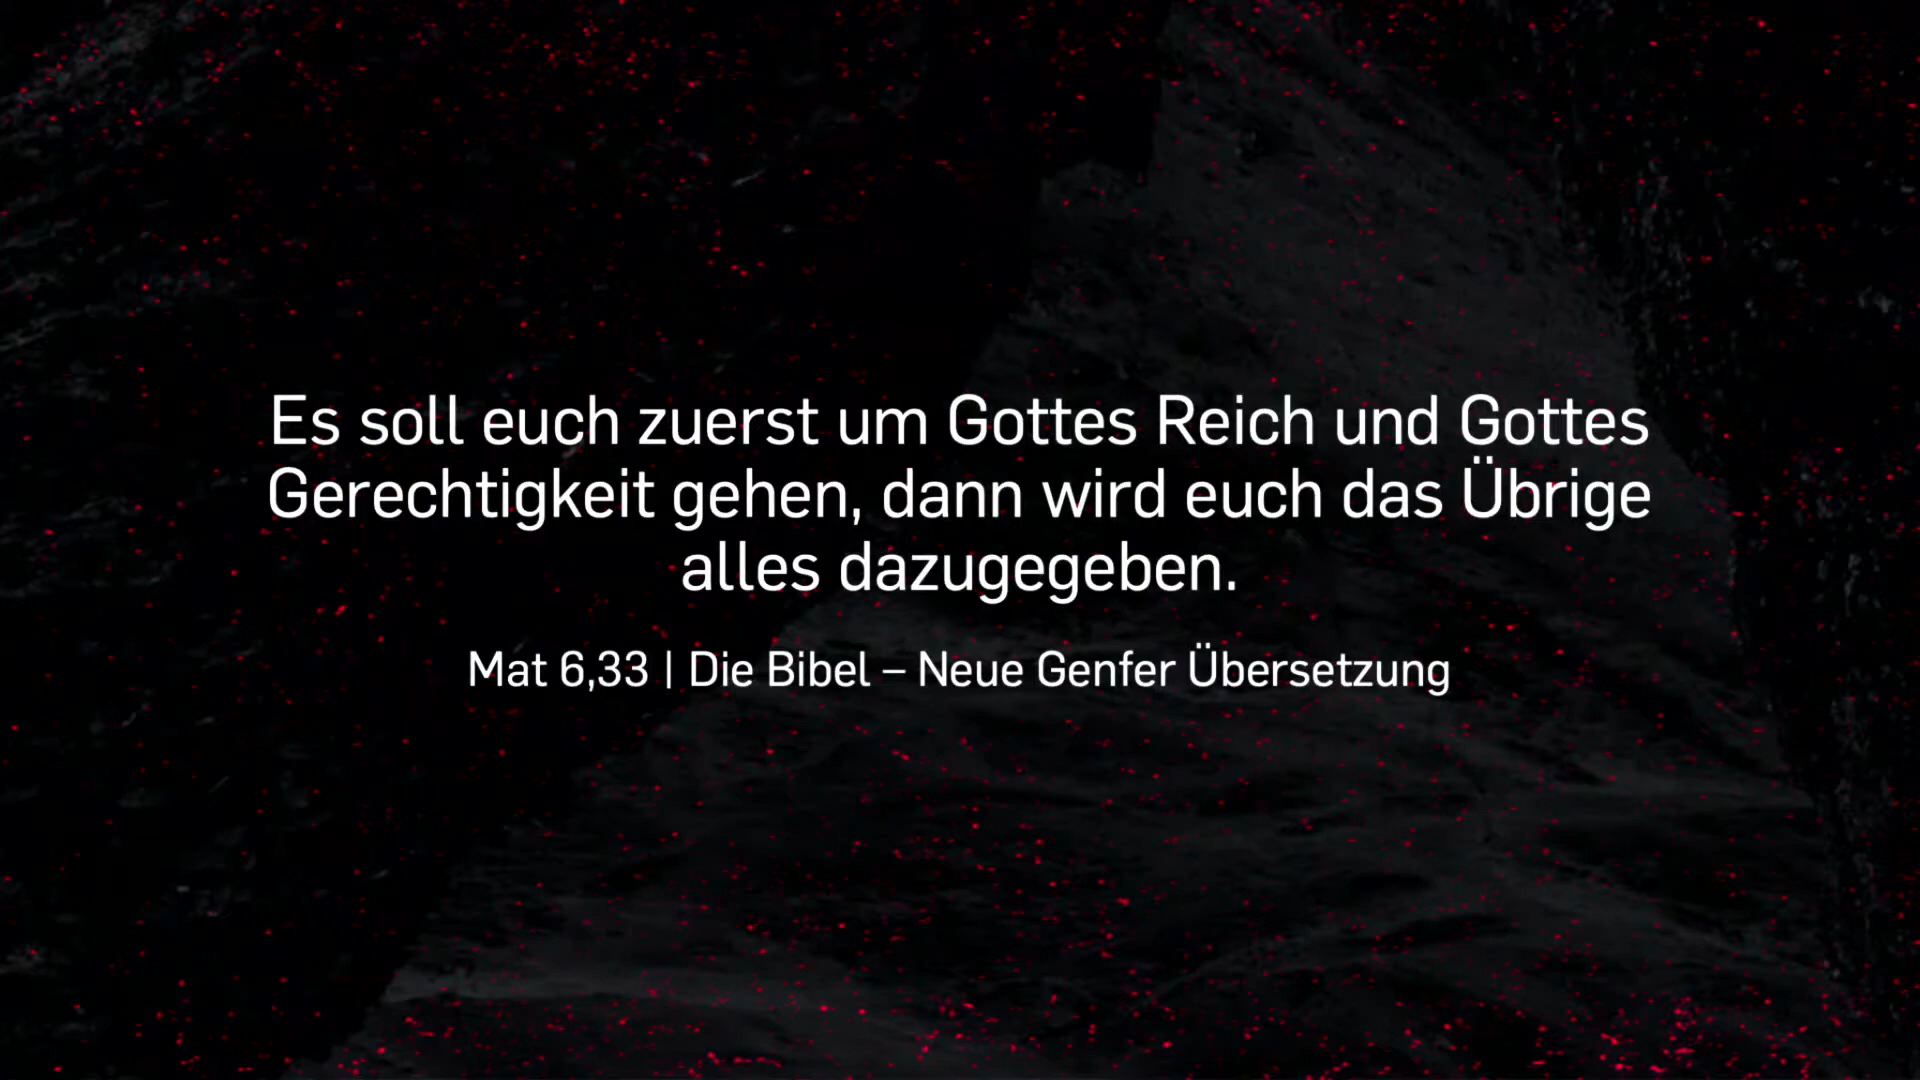 Es soll euch zuerst um Gottes Reich und Gottes
Gerechtigkeit gehen, dann wird euch das Übrige
alles dazugegeben.
Mat 6,33 | Die Bibel – Neue Genfer Übersetzung